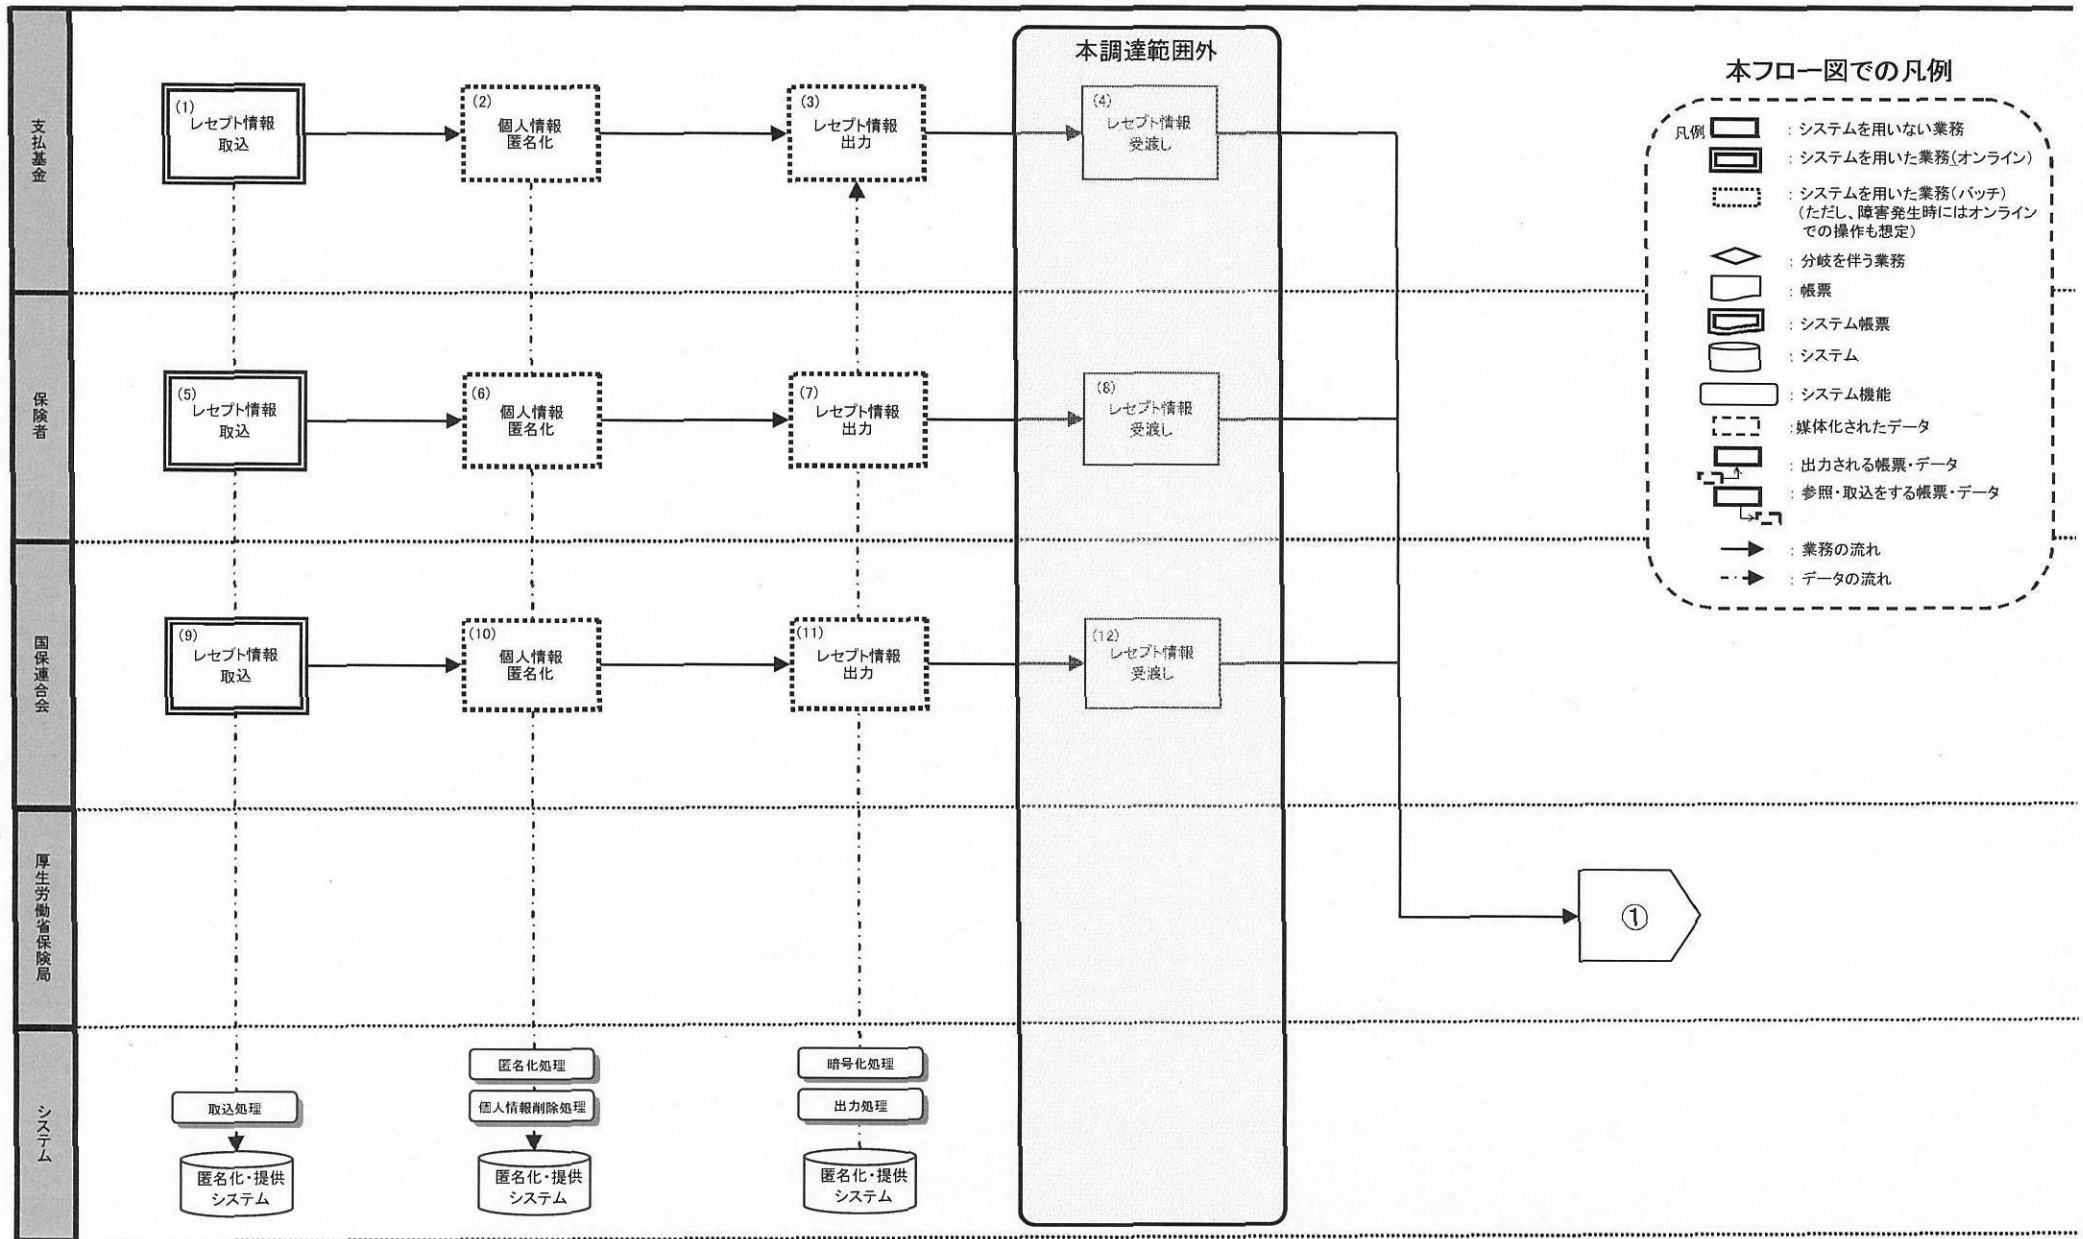 本調達範囲外
支払基金
(1)
レセプト情報
取込
(2)
個人情報
匿名化
(3)
レセプト情報
出力
(4)
レセプト情報
受渡し
保険者
(5)
レセプト情報
取込
(6)
個人情報
匿名化
(7)
レセプト情報
出力
(8)
レセプト情報
受渡し
国保連合会
(9)
レセプト情報
取込
(10)
個人情報
匿名化
(11)
レセプト情報
出力
(12)
レセプト情報
受渡し
厚生労働省保険局
①
システム
取込処理
匿名化・提供
システム
匿名化処理
個人情報削除処理
匿名化・提供
システム
暗号化処理
出力処理
匿名化・提供
システム
本フロー図での凡例
凡例
：システムを用いない業務
：システムを用いた業務(オンライン)
：システムを用いた業務(バッチ)
(ただし、障害発生時にはオンライン
での操作も想定)
：分岐を伴う業務
：帳票
：システム帳票
：システム
：システム機能
：媒体化されたデータ
：出力される帳票・データ
：参照・取込をする帳票・データ
：業務の流れ
：データの流れ